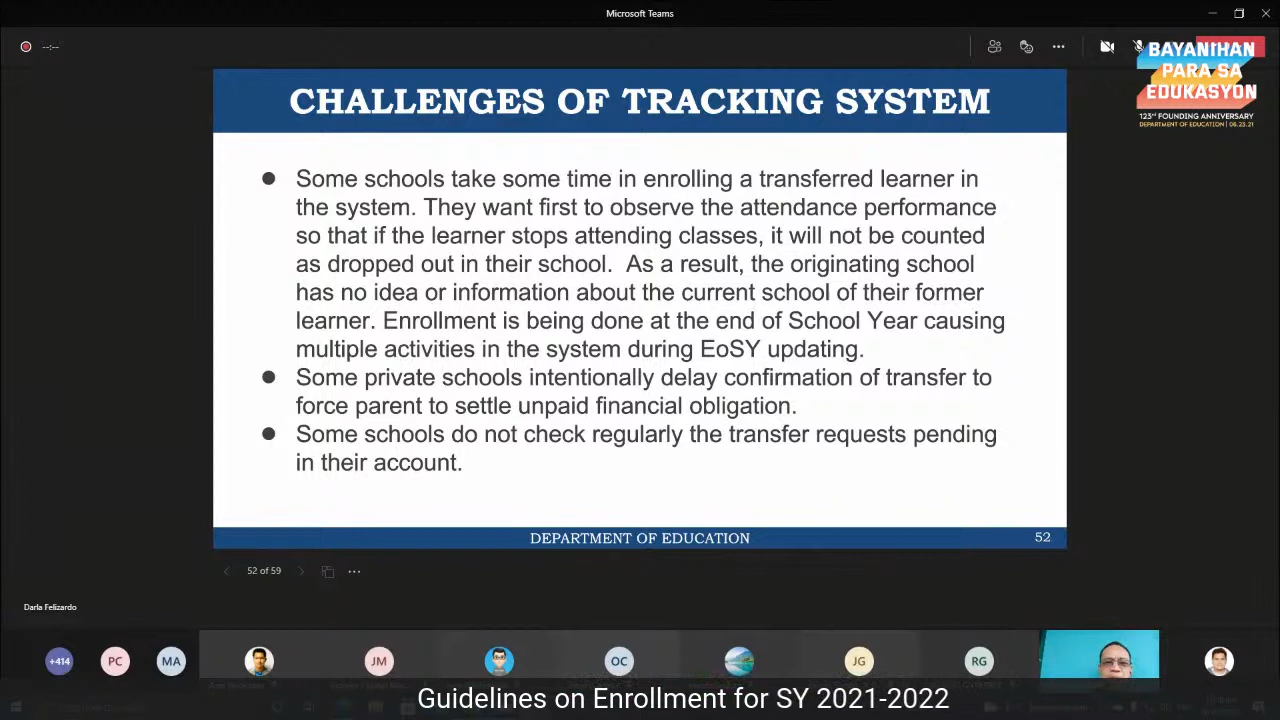 Microsoft Teams
--:--
BAYANIHAN
PARA SA
EDUKASYON
123rd FOUNDING ANNIVERSARY
DEPARTMENT OF EDUCATION | 06.23.21
CHALLENGES OF TRACKING SYSTEM
● Some schools take some time in enrolling a transferred learner in
the system. They want first to observe the attendance performance
so that if the learner stops attending classes, it will not be counted
as dropped out in their school. As a result, the originating school
has no idea or information about the current school of their former
learner. Enrollment is being done at the end of School Year causing
multiple activities in the system during EoSY updating.
● Some private schools intentionally delay confirmation of transfer to
force parent to settle unpaid financial obligation.
● Some schools do not check regularly the transfer requests pending
in their account.
DEPARTMENT OF EDUCATION 52
52 of 59
Darla Felizardo
+414 PC MA JM OC JG RG
Guidelines on Enrollment for SY 2021-2022